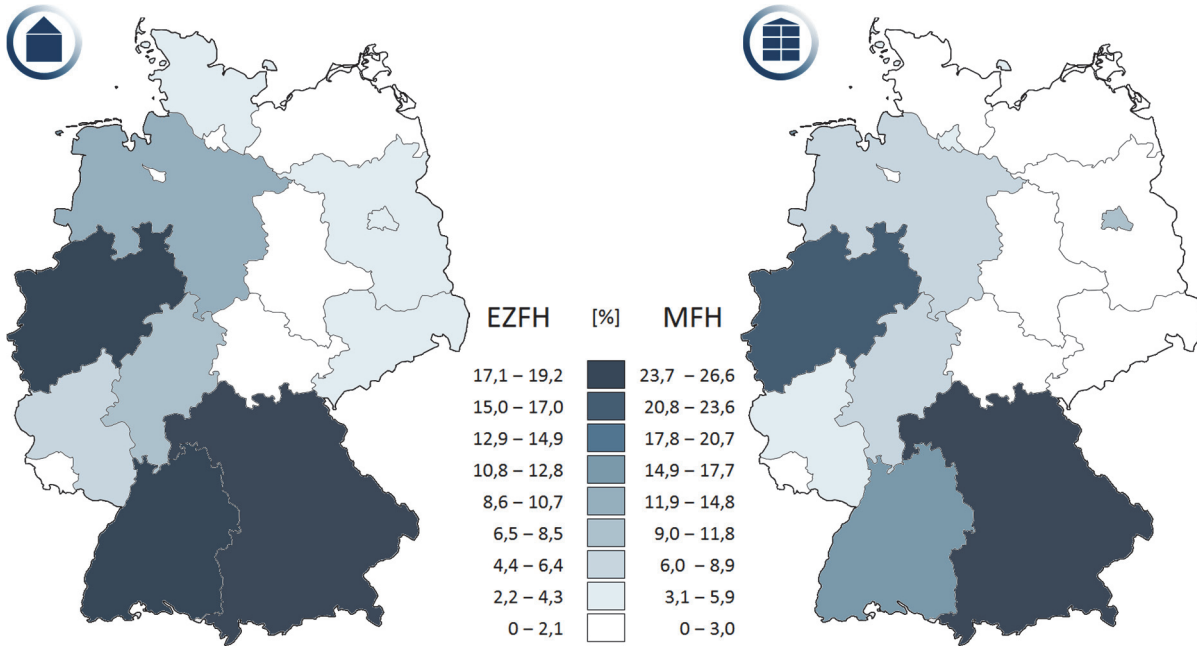 EZFH [%] MFH
17,1 – 19,2 23,7 – 26,6
15,0 – 17,0 20,8 – 23,6
12,9 – 14,9 17,8 – 20,7
10,8 – 12,8 14,9 – 17,7
8,6 – 10,7 11,9 – 14,8
6,5 – 8,5 9,0 – 11,8
4,4 – 6,4 6,0 – 8,9
2,2 – 4,3 3,1 – 5,9
0 – 2,1 0 – 3,0